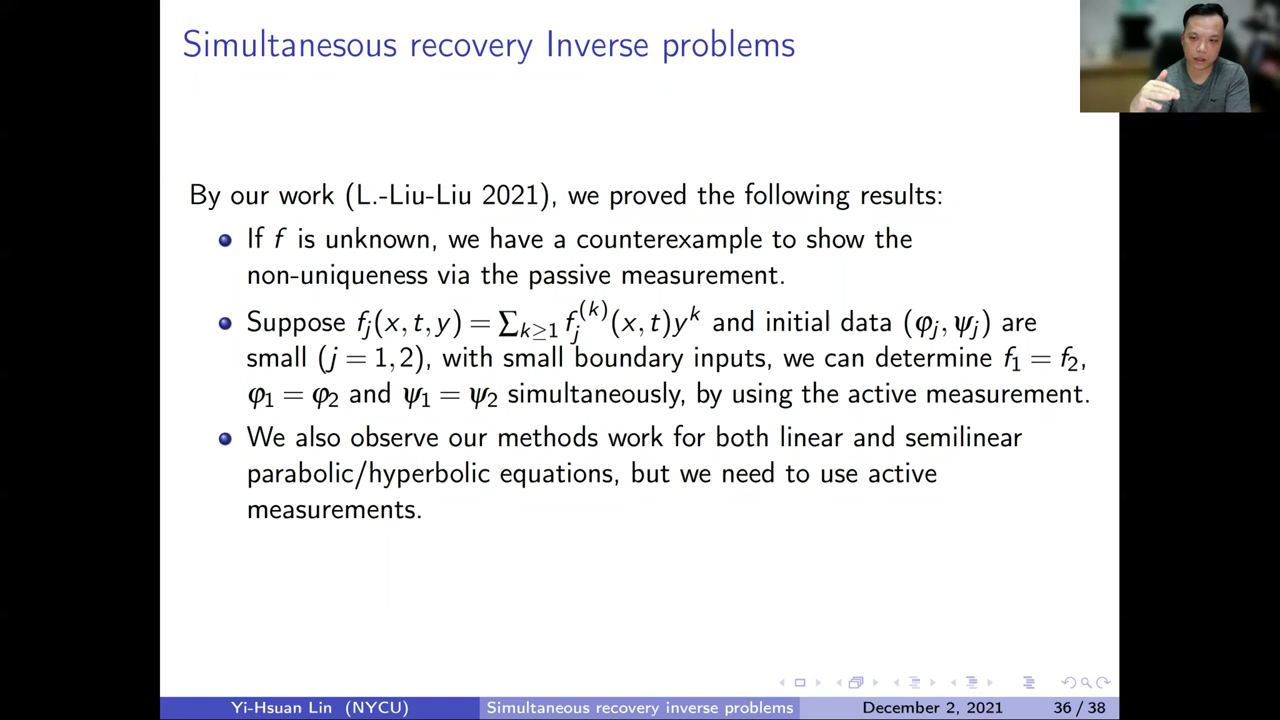 Simultanesous recovery Inverse problems
By our work (L.-Liu-Liu 2021), we proved the following results:
If f is unknown, we have a counterexample to show the
non-uniqueness via the passive measurement.
Suppose f_j(x, t, y) = ∑_{k≥1} f_j^{(k)}(x, t)y^k and initial data (φ_j, ψ_j) are
small (j = 1, 2), with small boundary inputs, we can determine f_1 = f_2,
φ_1 = φ_2 and ψ_1 = ψ_2 simultaneously, by using the active measurement.
We also observe our methods work for both linear and semilinear
parabolic/hyperbolic equations, but we need to use active
measurements.
Yi-Hsuan Lin (NYCU) Simultaneous recovery inverse problems December 2, 2021 36 / 38